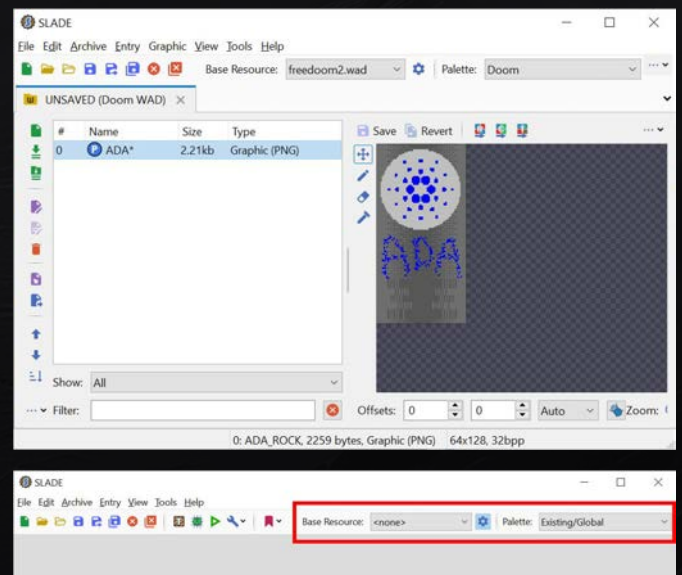 SLADE
File Edit Archive Entry Graphic View Tools Help
Base Resource: freedoom2.wad Palette: Doom
UNSAVED (Doom WAD)
# Name Size Type
0 ADA* 2.21kb Graphic (PNG)
Save Revert
ADA
Show: All
Filter:
Offsets: 0 0 Auto Zoom:
0: ADA_ROCK, 2259 bytes, Graphic (PNG) 64x128, 32bpp
SLADE
File Edit Archive Entry View Tools Help
Base Resource: <none> Palette: Existing/Global